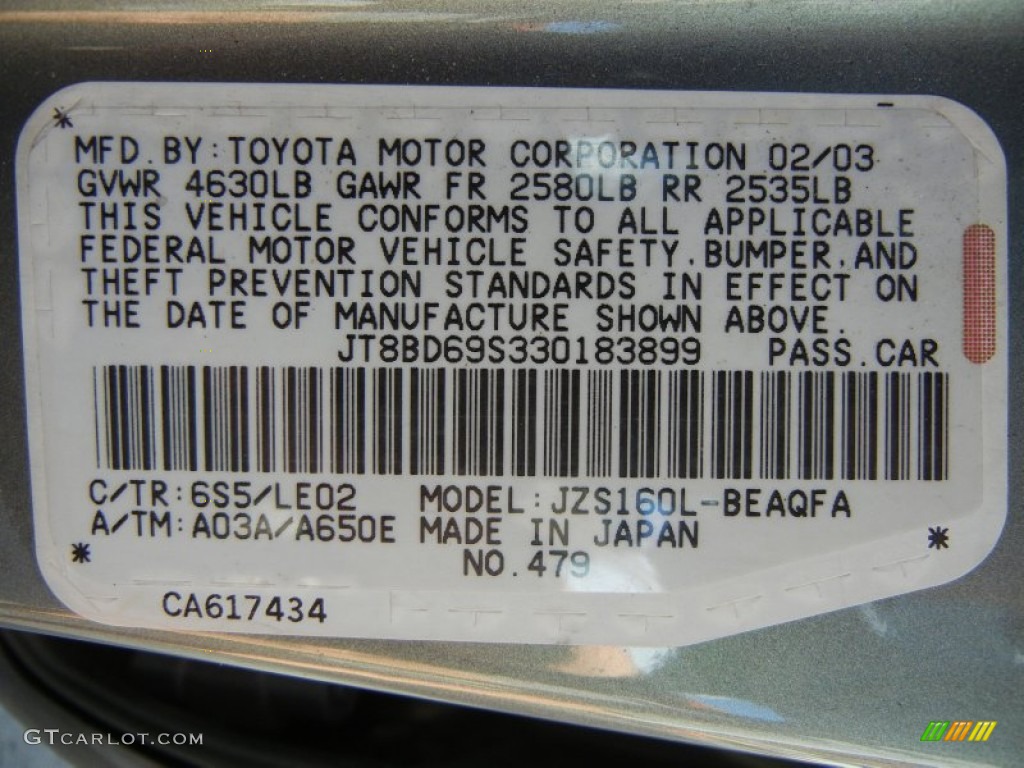 MFD. BY: TOYOTA MOTOR CORPORATION 02/03
GVWR 4630LB GAWR FR 2580LB RR 2535LB
THIS VEHICLE CONFORMS TO ALL APPLICABLE
FEDERAL MOTOR VEHICLE SAFETY, BUMPER, AND
THEFT PREVENTION STANDARDS IN EFFECT ON
THE DATE OF MANUFACTURE SHOWN ABOVE.
JT8BD69S330183899 PASS. CAR
C/TR: 6S5/LE02 MODEL: JZS160L-BEAQFA
A/TM: A03A/A650E MADE IN JAPAN
NO. 479
CA617434
GTCARLOT.COM